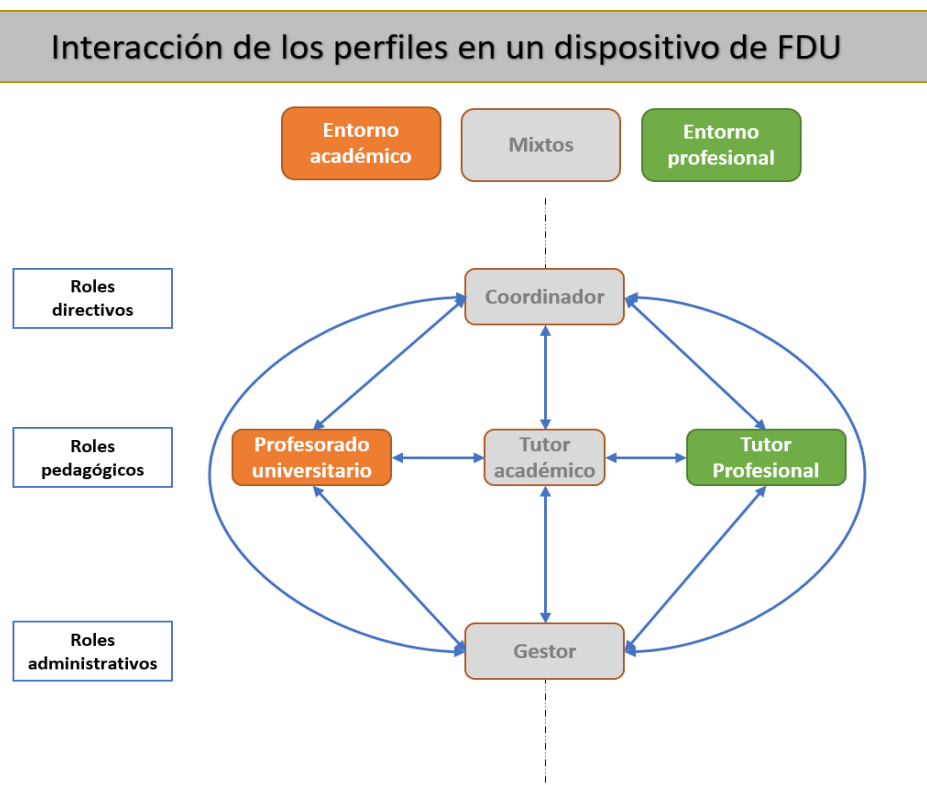 Interacción de los perfiles en un dispositivo de FDU
Entorno
académico
Mixtos
Entorno
profesional
Roles
directivos
Coordinador
Roles
pedagógicos
Profesorado
universitario
Tutor
académico
Tutor
Profesional
Roles
administrativos
Gestor